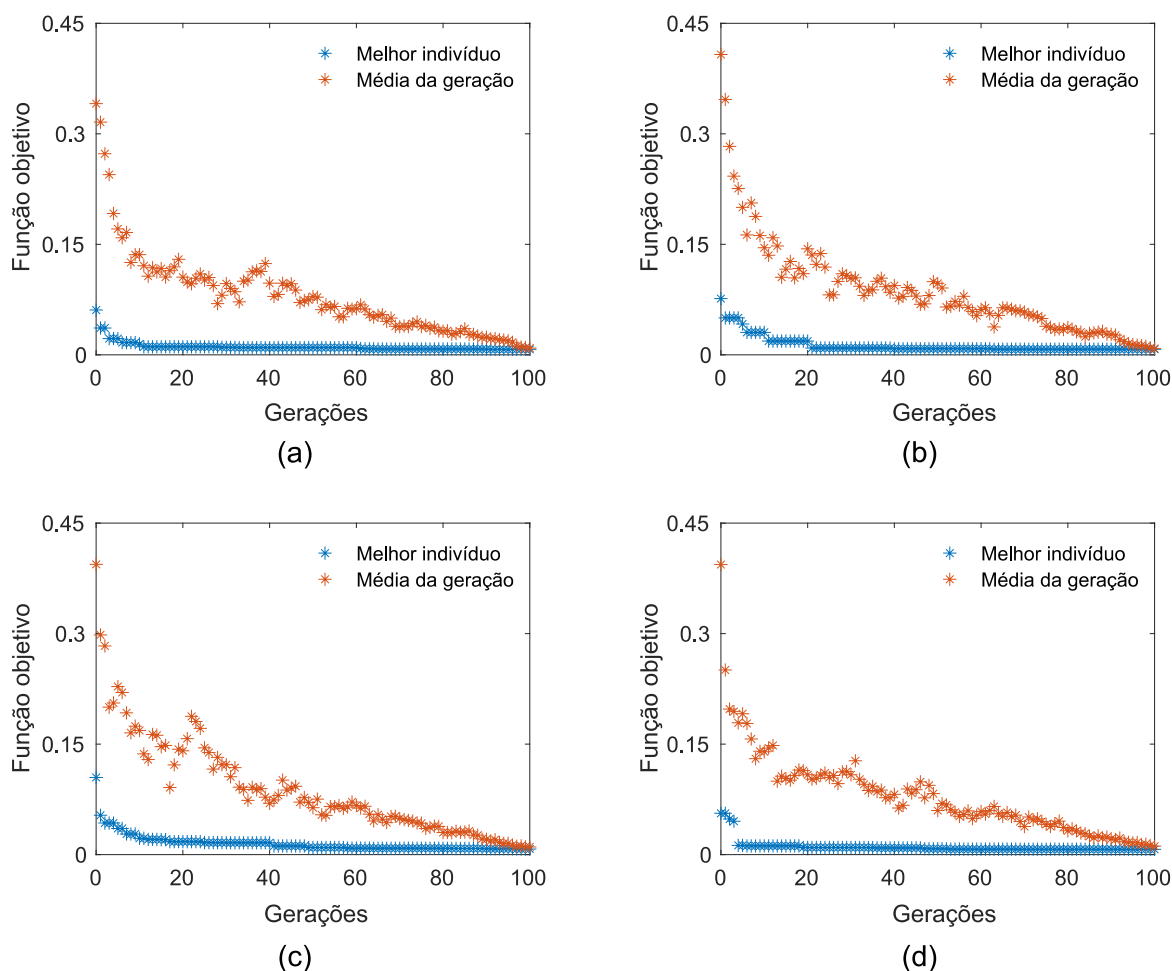 0.45
Melhor indivíduo
Média da geração
0.3
0.15
0
Função objetivo
0 20 40 60 80 100
Gerações
(a)
0.45
Melhor indivíduo
Média da geração
0.3
0.15
0
Função objetivo
0 20 40 60 80 100
Gerações
(b)
0.45
Melhor indivíduo
Média da geração
0.3
0.15
0
Função objetivo
0 20 40 60 80 100
Gerações
(c)
0.45
Melhor indivíduo
Média da geração
0.3
0.15
0
Função objetivo
0 20 40 60 80 100
Gerações
(d)